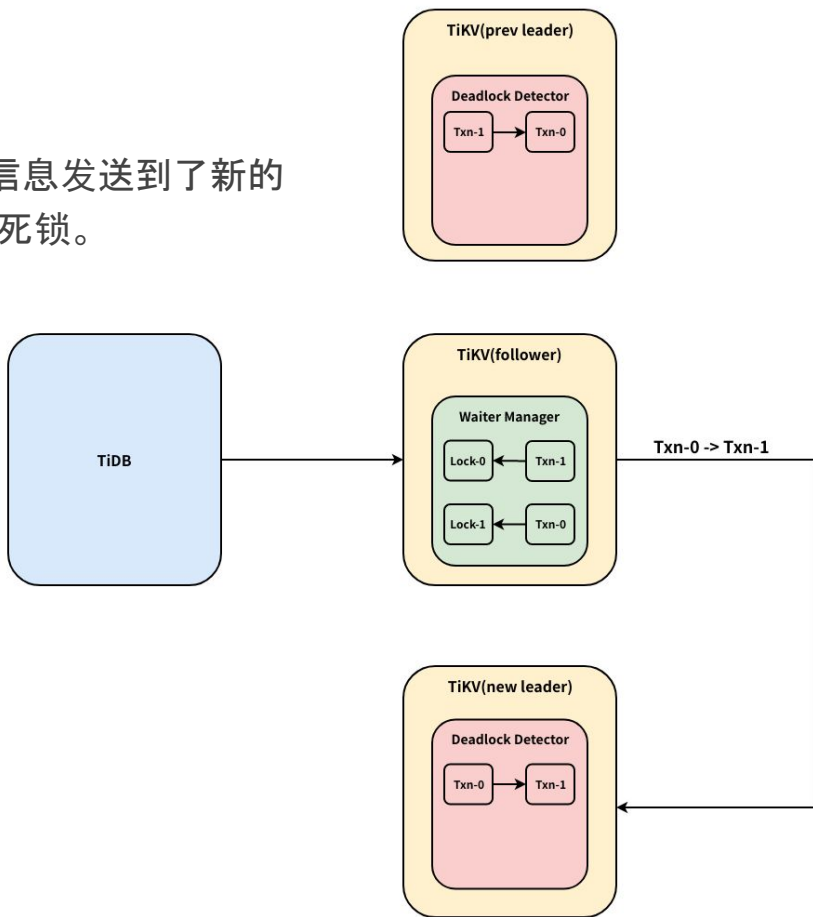 TiKV(prev leader)
Deadlock Detector
Txn-1 Txn-0
信息发送到了新的
死锁。
TiKV(follower)
Waiter Manager
Txn-0 -> Txn-1
Lock-0 Txn-1
TiDB
Lock-1 Txn-0
TiKV(new leader)
Deadlock Detector
Txn-0 Txn-1